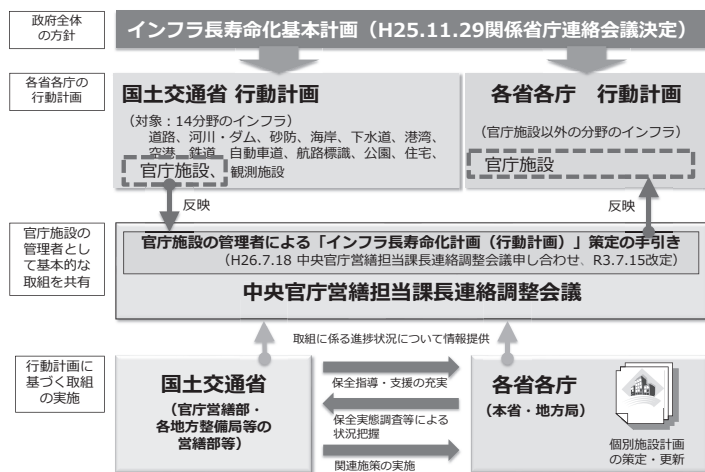 政府全体
の方針
インフラ長寿命化基本計画（H25.11.29関係省庁連絡会議決定）
各省各庁の
行動計画
国土交通省 行動計画
（対象：14分野のインフラ）
道路、河川・ダム、砂防、海岸、下水道、港湾、
空港、鉄道、自動車道、航路標識、公園、住宅、
官庁施設、観測施設
各省各庁　行動計画
（官庁施設以外の分野のインフラ）
官庁施設
反映
反映
官庁施設の
管理者とし
て基本的な
取組を共有
官庁施設の管理者による「インフラ長寿命化計画（行動計画）」策定の手引き
（H26.7.18 中央官庁営繕担当課長連絡調整会議申し合わせ、R3.7.15改定）
中央官庁営繕担当課長連絡調整会議
取組に係る進捗状況について情報提供
行動計画に
基づく取組
の実施
国土交通省
（官庁営繕部・
各地方整備局等の
営繕部等）
保全指導・支援の充実
保全実態調査等による
状況把握
関連施策の実施
各省各庁
（本省・地方局）
個別施設計画
の策定・更新